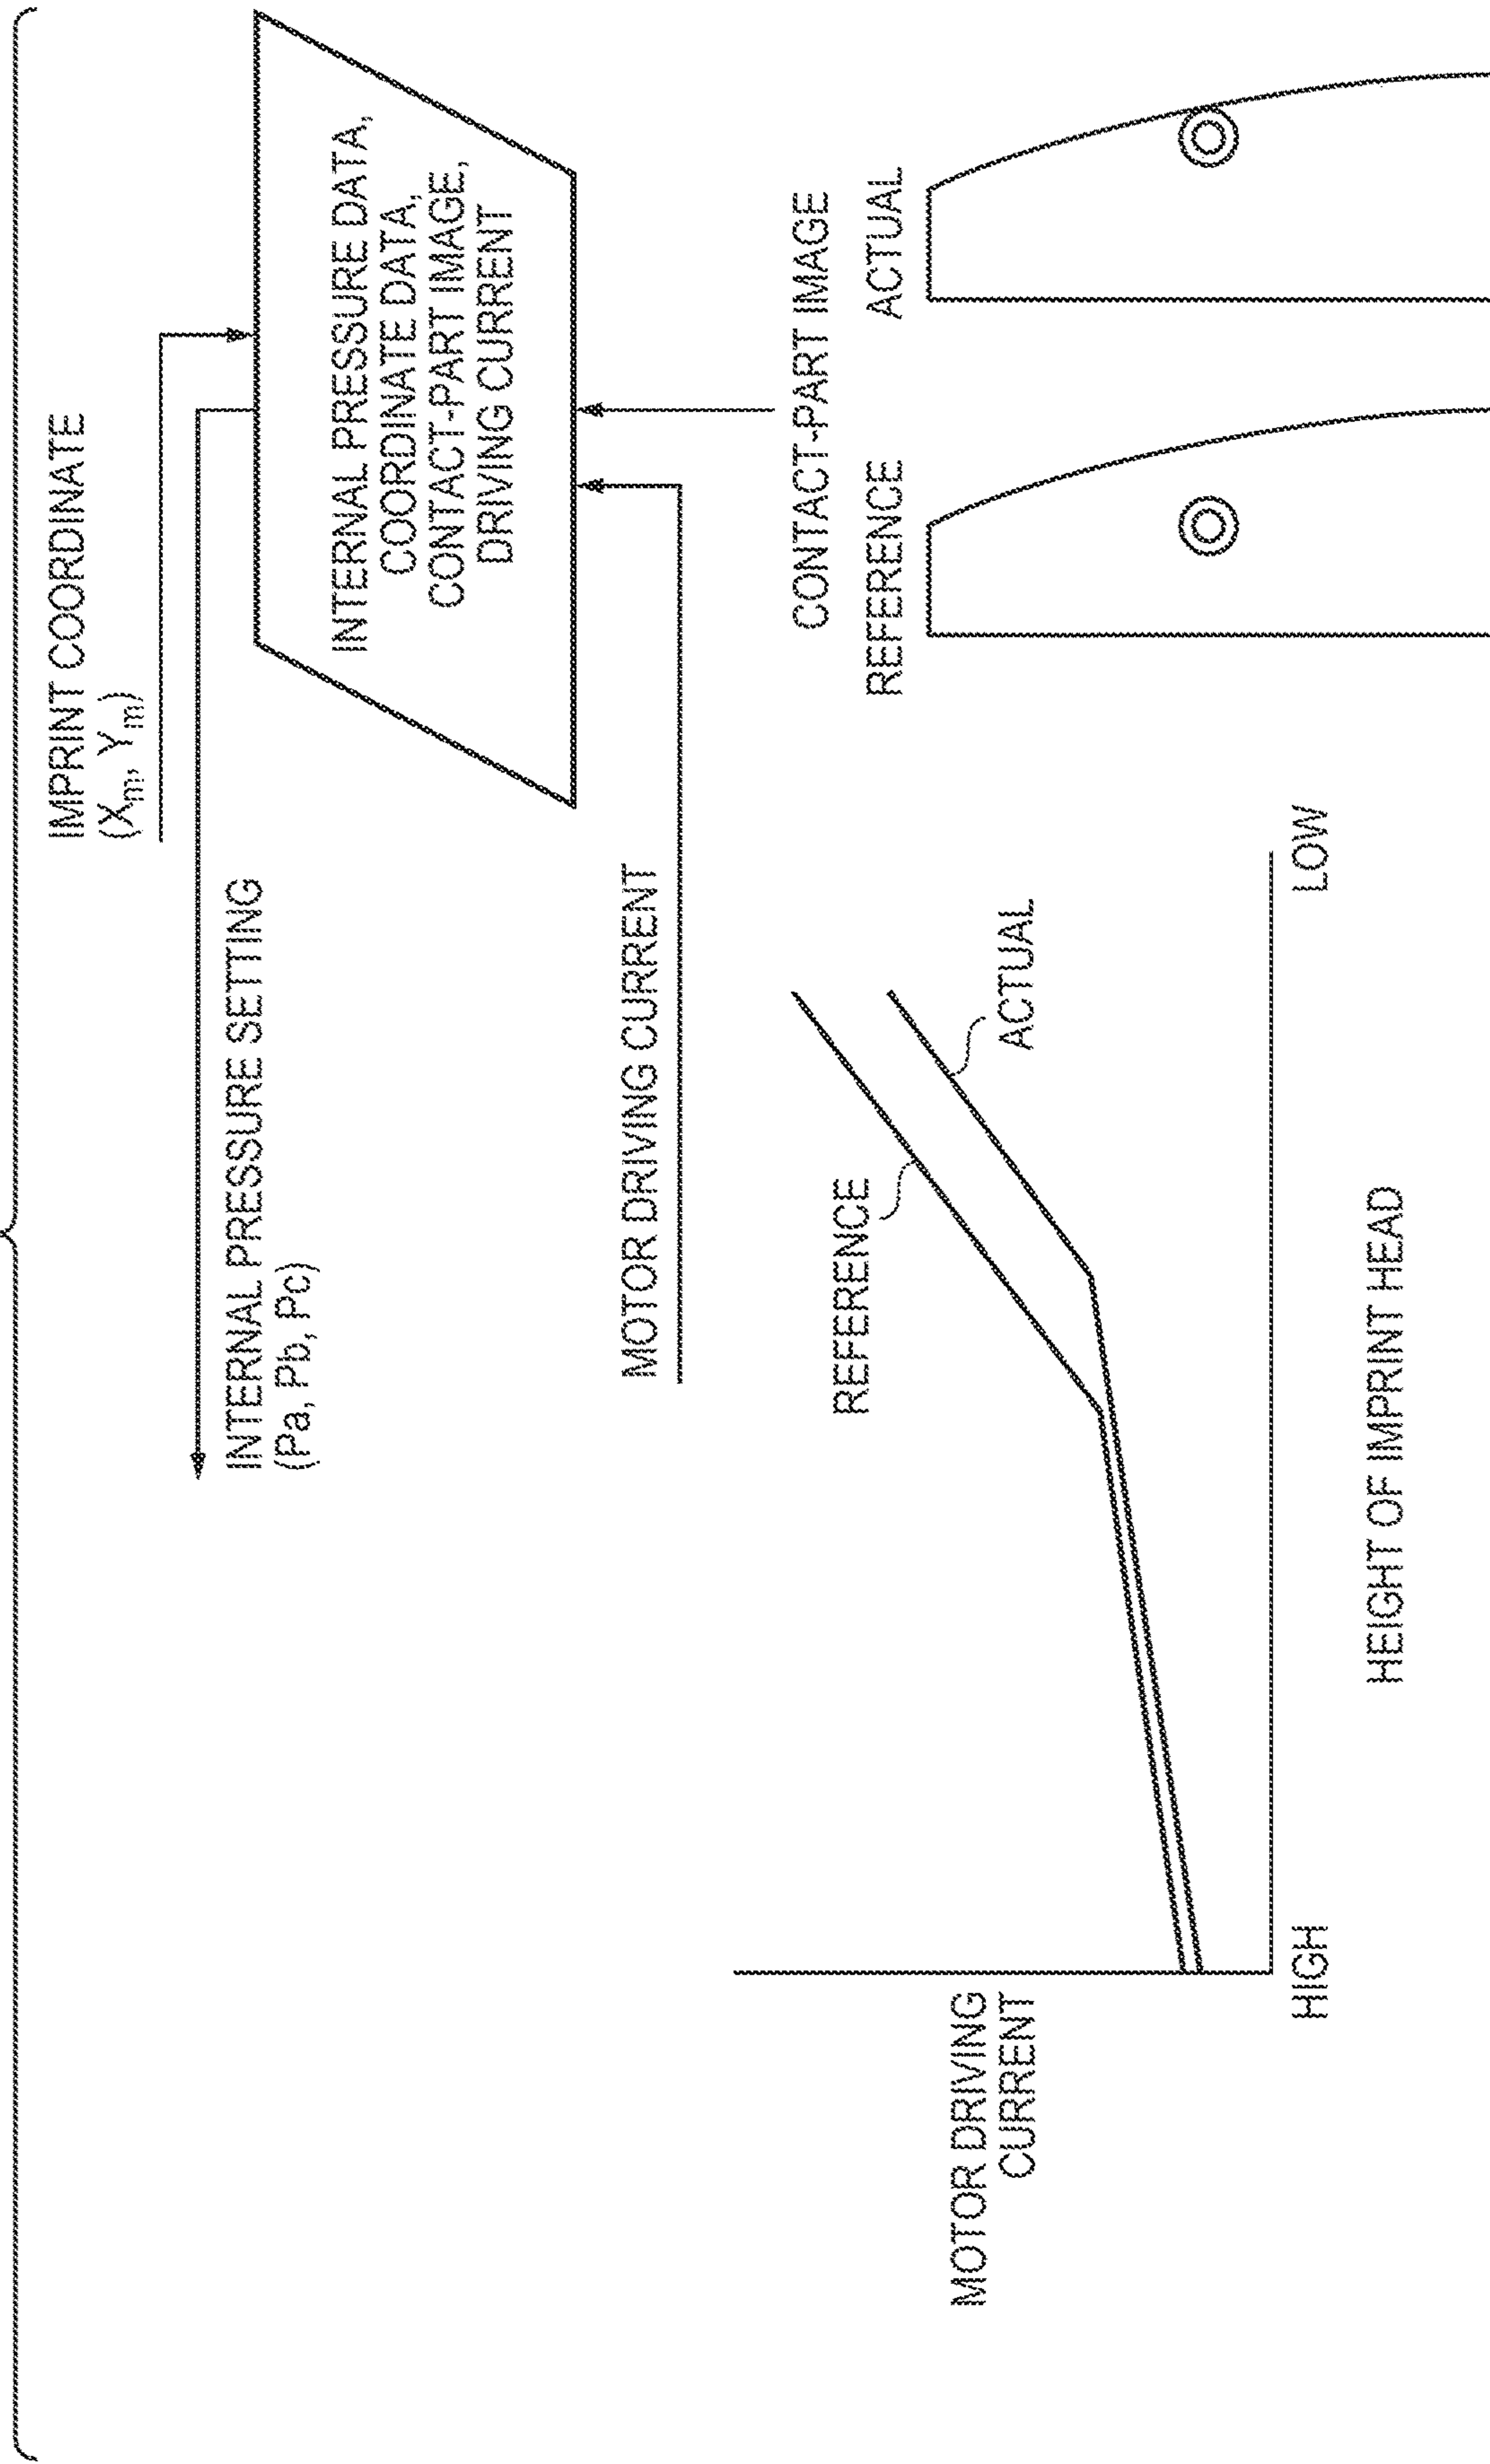 IMPRINT COORDINATE
(Xm, Ym)
INTERNAL PRESSURE SETTING
(Pa, Pb, Pc)
INTERNAL PRESSURE DATA,
COORDINATE DATA,
CONTACT-PART IMAGE,
DRIVING CURRENT
MOTOR DRIVING CURRENT
CONTACT-PART IMAGE
REFERENCE
ACTUAL
MOTOR DRIVING
CURRENT
REFERENCE
ACTUAL
HIGH
LOW
HEIGHT OF IMPRINT HEAD